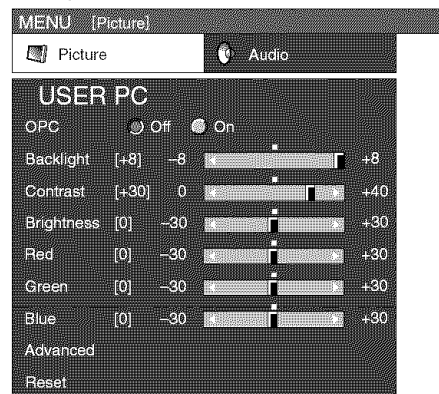 MENU [Picture]
Picture Audio
USER PC
OPC Off On
Backlight [+8] –8 +8
Contrast [+30] 0 +40
Brightness [0] –30 +30
Red [0] –30 +30
Green [0] –30 +30
Blue [0] –30 +30
Advanced
Reset